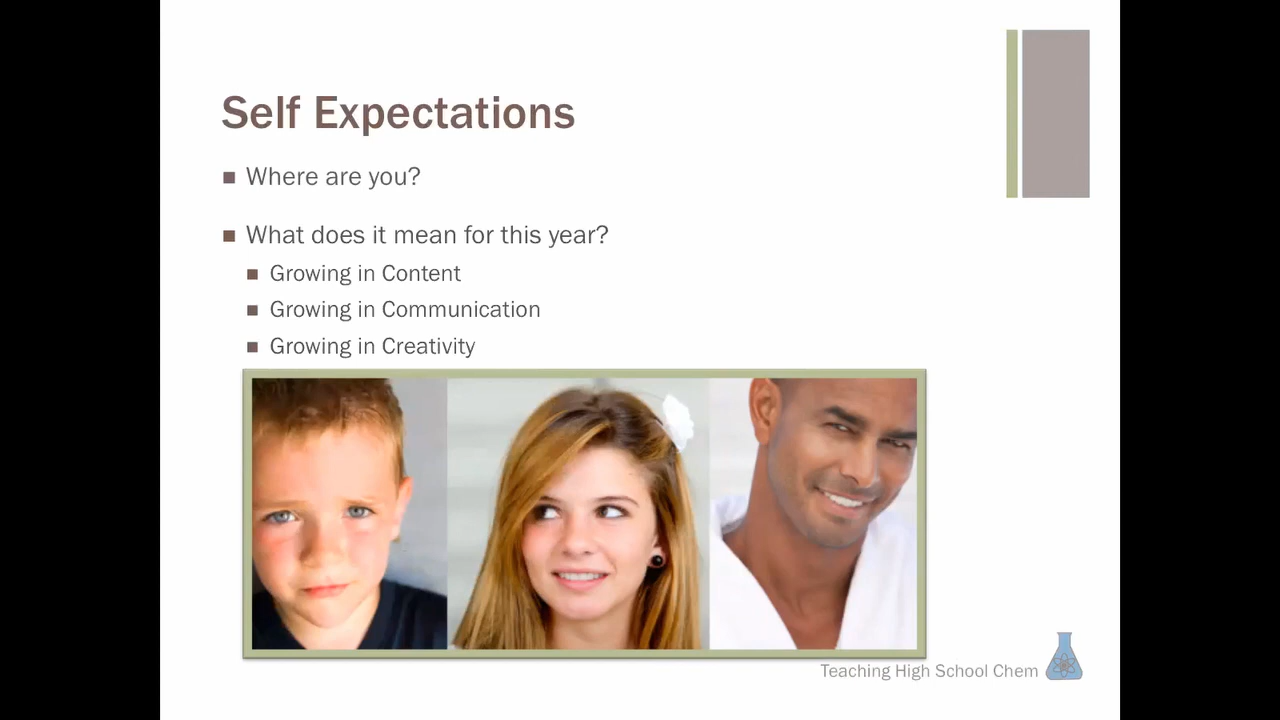 Self Expectations
Where are you?
What does it mean for this year?
Growing in Content
Growing in Communication
Growing in Creativity
Teaching High School Chem